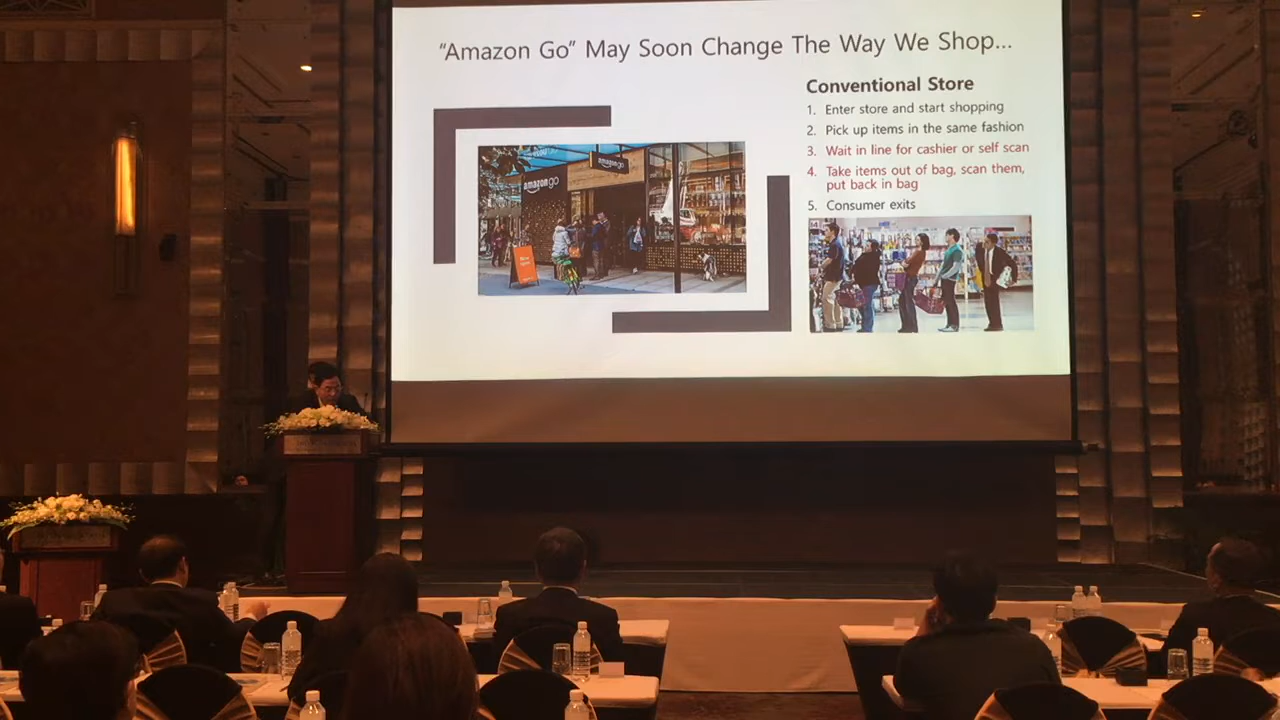 "Amazon Go" May Soon Change The Way We Shop...
Conventional Store
1. Enter store and start shopping
2. Pick up items in the same fashion
3. Wait in line for cashier or self scan
4. Take items out of bag, scan them,
put back in bag
5. Consumer exits
amazon go
amazon go